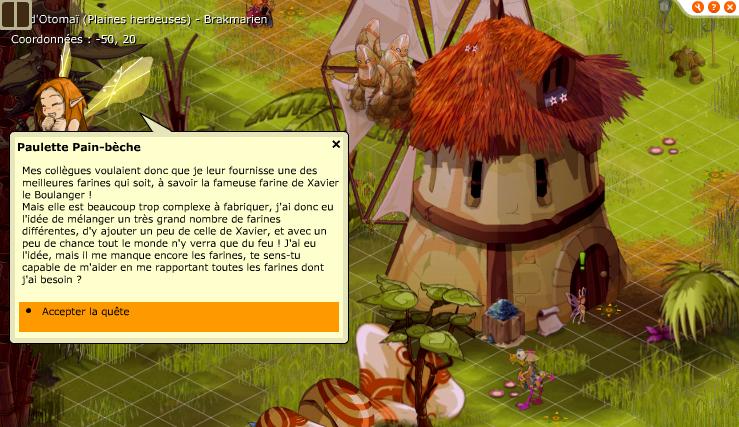 d'Otomaï (Plaines herbeuses) - Brakmarien
Coordonnées : -50, 20
Paulette Pain-bèche
Mes collègues voulaient donc que je leur fournisse une des
meilleures farines qui soit, à savoir la fameuse farine de Xavier
le Boulanger !
Mais elle est beaucoup trop complexe à fabriquer, j'ai donc eu
l'idée de mélanger un très grand nombre de farines
différentes, d'y ajouter un peu de celle de Xavier, et avec un
peu de chance tout le monde n'y verra que du feu ! J'ai eu
l'idée, mais il me manque encore les farines, te sens-tu
capable de m'aider en me rapportant toutes les farines dont
j'ai besoin ?
Accepter la quête